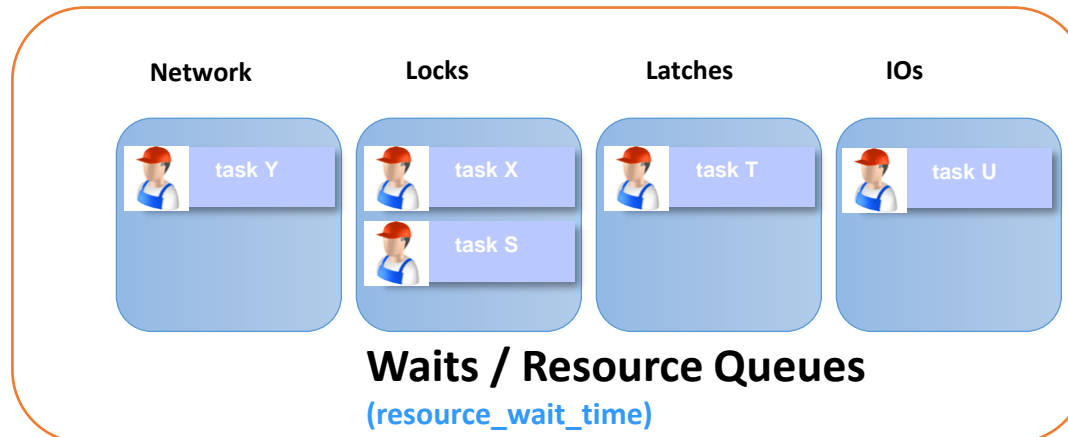 Network Locks Latches IOs
task Y task X task T task U
task S
Waits / Resource Queues
(resource_wait_time)